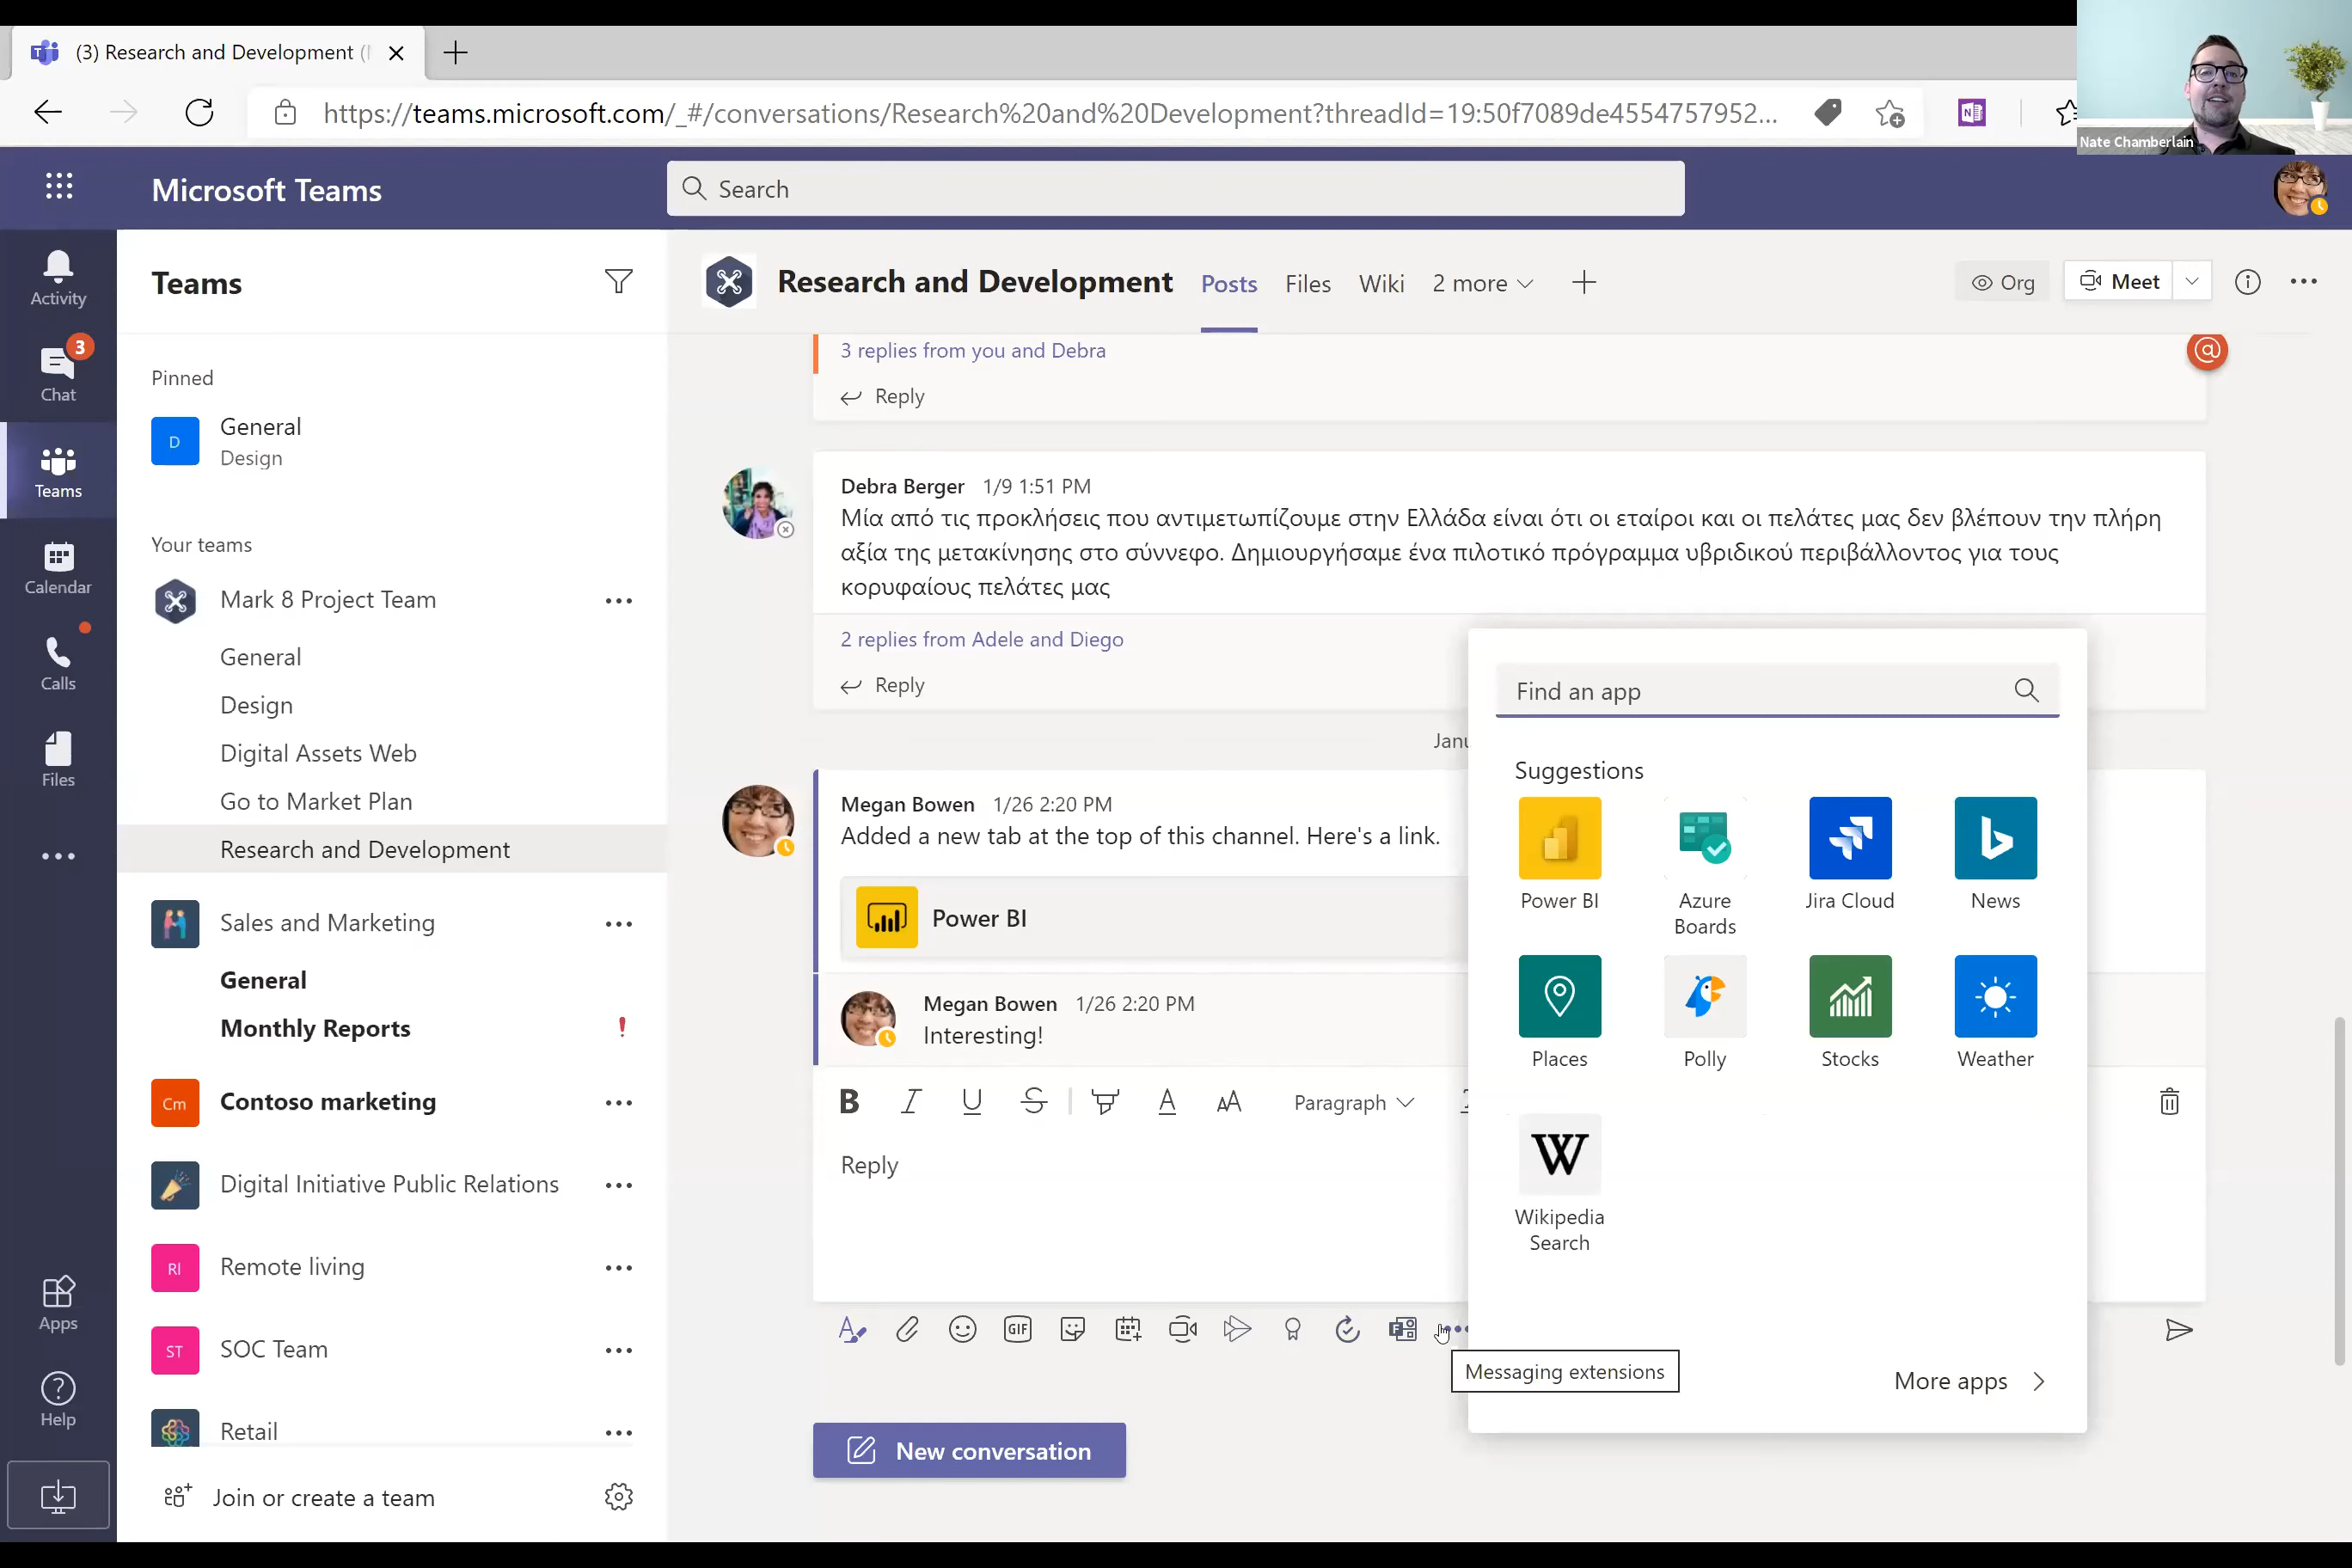 (3) Research and Development (
https://teams.microsoft.com/_#/conversations/Research%20and%20Development?threadId=19:50f7089de4554757952...
Nate Chamberlain
Microsoft Teams
Search
Activity
3
Chat
Teams
Calendar
Calls
Files
Apps
Help
Teams
Pinned
D
General
Design
Your teams
Mark 8 Project Team
General
Design
Digital Assets Web
Go to Market Plan
Research and Development
Sales and Marketing
General
Monthly Reports
Cm
Contoso marketing
Digital Initiative Public Relations
Rl
Remote living
ST
SOC Team
Retail
Join or create a team
Research and Development
Posts
Files
Wiki
2 more
Org
Meet
3 replies from you and Debra
Reply
Debra Berger 1/9 1:51 PM
Μία από τις προκλήσεις που αντιμετωπίζουμε στην Ελλάδα είναι ότι οι εταίροι και οι πελάτες μας δεν βλέπουν την πλήρη
αξία της μετακίνησης στο σύννεφο. Δημιουργήσαμε ένα πιλοτικό πρόγραμμα υβριδικού περιβάλλοντος για τους
κορυφαίους πελάτες μας
2 replies from Adele and Diego
Reply
Janu
Megan Bowen 1/26 2:20 PM
Added a new tab at the top of this channel. Here's a link.
Power BI
Megan Bowen 1/26 2:20 PM
Interesting!
Paragraph
Reply
GIF
Messaging extensions
New conversation
Find an app
Suggestions
Power BI
Azure
Boards
Jira Cloud
News
Places
Polly
Stocks
Weather
W
Wikipedia
Search
More apps